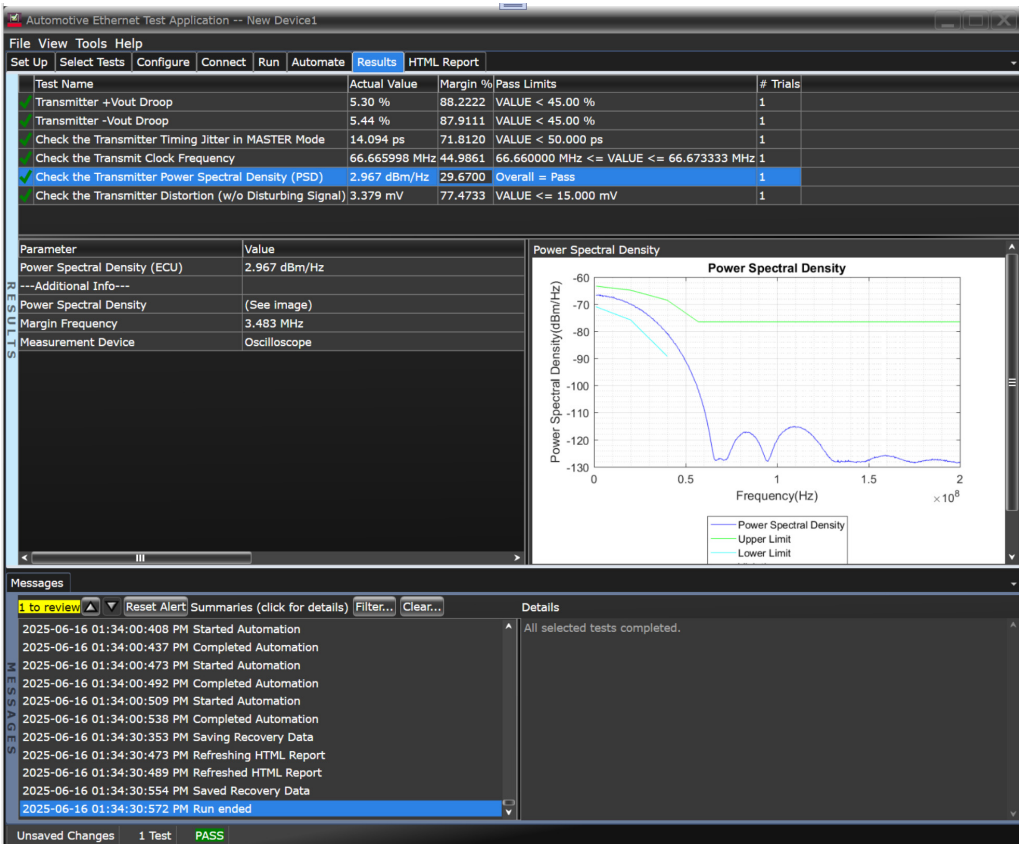 Automotive Ethernet Test Application -- New Device1
File View Tools Help
Set Up Select Tests Configure Connect Run Automate Results HTML Report
Test Name Actual Value Margin % Pass Limits # Trials
Transmitter +Vout Droop 5.30 % 88.2222 VALUE < 45.00 % 1
Transmitter -Vout Droop 5.44 % 87.9111 VALUE < 45.00 % 1
Check the Transmitter Timing Jitter in MASTER Mode 14.094 ps 71.8120 VALUE < 50.000 ps 1
Check the Transmit Clock Frequency 66.665998 MHz 44.9861 66.660000 MHz <= VALUE <= 66.673333 MHz 1
Check the Transmitter Power Spectral Density (PSD) 2.967 dBm/Hz 29.6700 Overall = Pass 1
Check the Transmitter Distortion (w/o Disturbing Signal) 3.379 mV 77.4733 VALUE <= 15.000 mV 1
RESULTS
Parameter Value
Power Spectral Density (ECU) 2.967 dBm/Hz
---Additional Info---
Power Spectral Density (See image)
Margin Frequency 3.483 MHz
Measurement Device Oscilloscope
Power Spectral Density
Power Spectral Density
Power Spectral Density(dBm/Hz)
-60
-70
-80
-90
-100
-110
-120
-130
0 0.5 1 1.5 2
Frequency(Hz) ×10^8
Power Spectral Density
Upper Limit
Lower Limit
Messages
MESSAGES
1 to review Reset Alert Summaries (click for details) Filter... Clear...
2025-06-16 01:34:00:408 PM Started Automation
2025-06-16 01:34:00:437 PM Completed Automation
2025-06-16 01:34:00:473 PM Started Automation
2025-06-16 01:34:00:492 PM Completed Automation
2025-06-16 01:34:00:509 PM Started Automation
2025-06-16 01:34:00:538 PM Completed Automation
2025-06-16 01:34:30:353 PM Saving Recovery Data
2025-06-16 01:34:30:473 PM Refreshing HTML Report
2025-06-16 01:34:30:489 PM Refreshed HTML Report
2025-06-16 01:34:30:554 PM Saved Recovery Data
2025-06-16 01:34:30:572 PM Run ended
Details
All selected tests completed.
Unsaved Changes 1 Test PASS